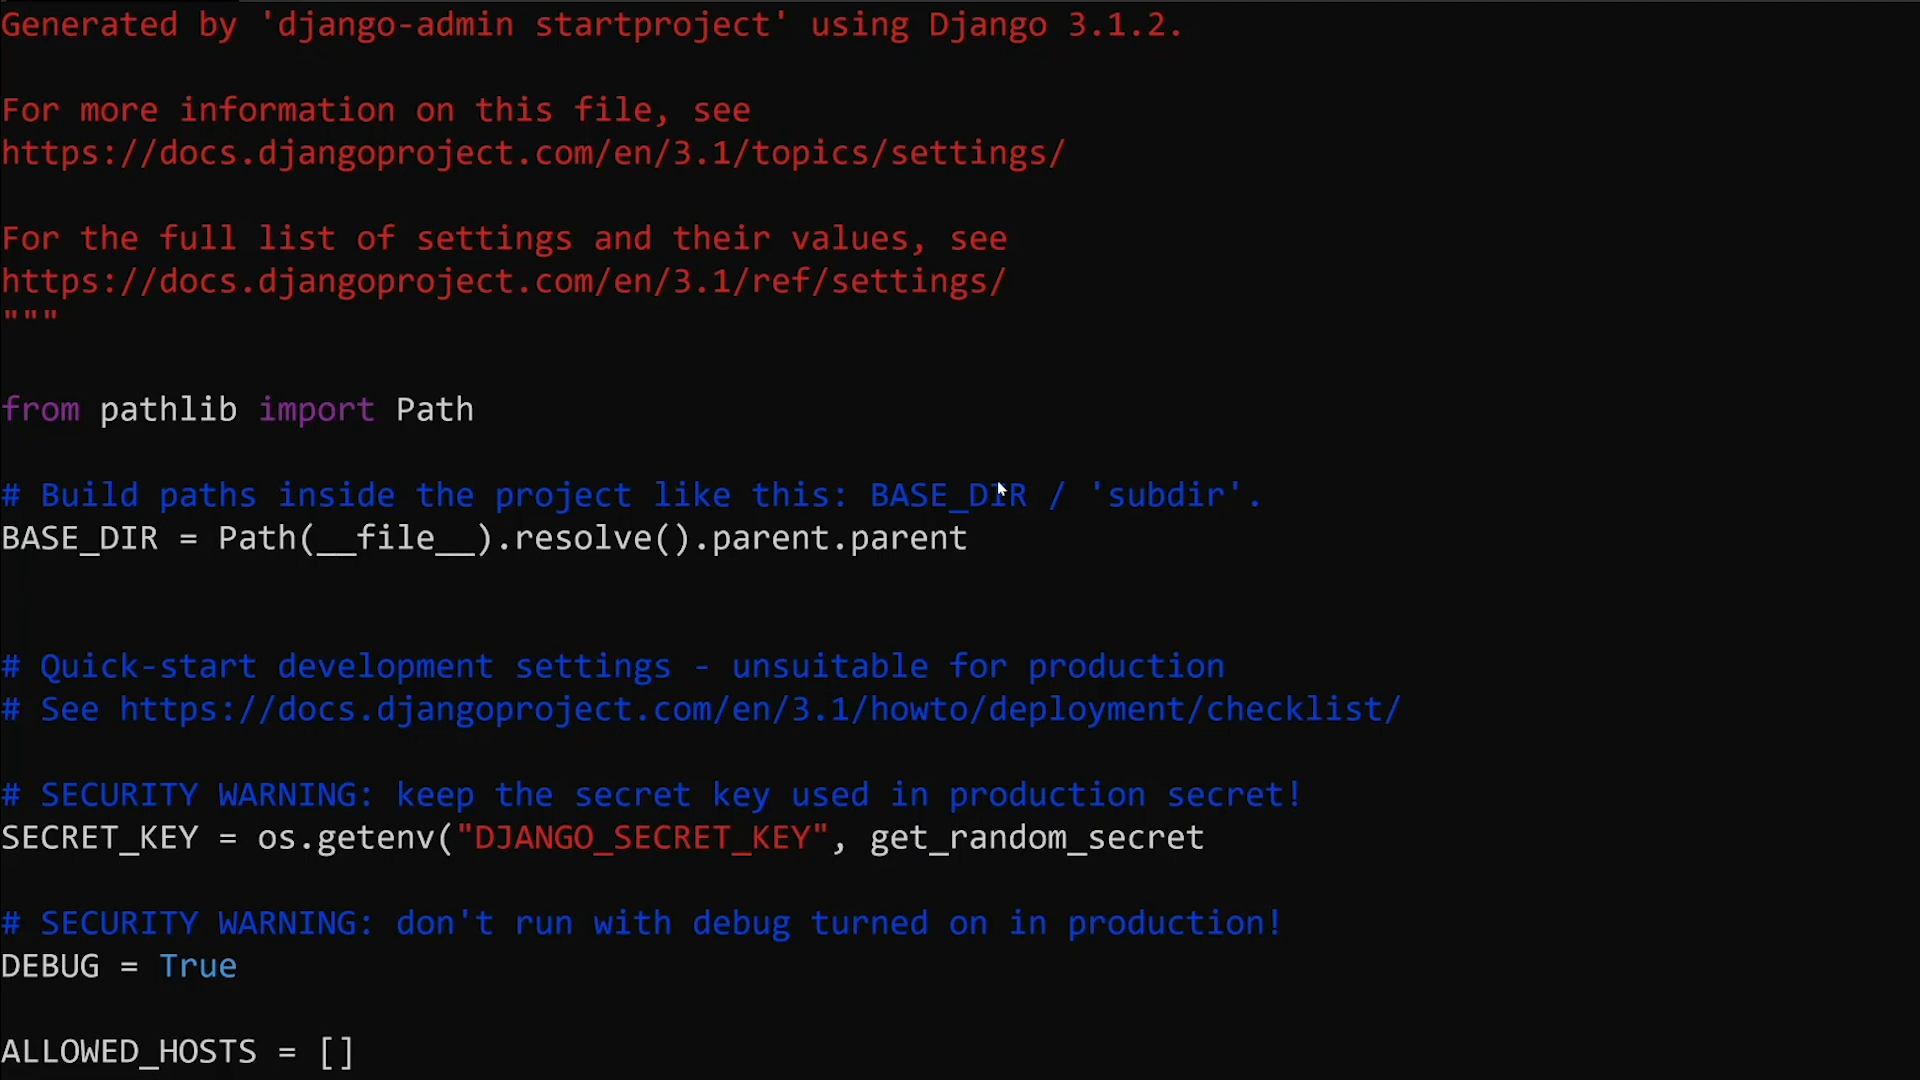 Generated by 'django-admin startproject' using Django 3.1.2.
For more information on this file, see
https://docs.djangoproject.com/en/3.1/topics/settings/
For the full list of settings and their values, see
https://docs.djangoproject.com/en/3.1/ref/settings/
"""
from pathlib import Path
# Build paths inside the project like this: BASE_DIR / 'subdir'.
BASE_DIR = Path(__file__).resolve().parent.parent
# Quick-start development settings - unsuitable for production
# See https://docs.djangoproject.com/en/3.1/howto/deployment/checklist/
# SECURITY WARNING: keep the secret key used in production secret!
SECRET_KEY = os.getenv("DJANGO_SECRET_KEY", get_random_secret
# SECURITY WARNING: don't run with debug turned on in production!
DEBUG = True
ALLOWED_HOSTS = []